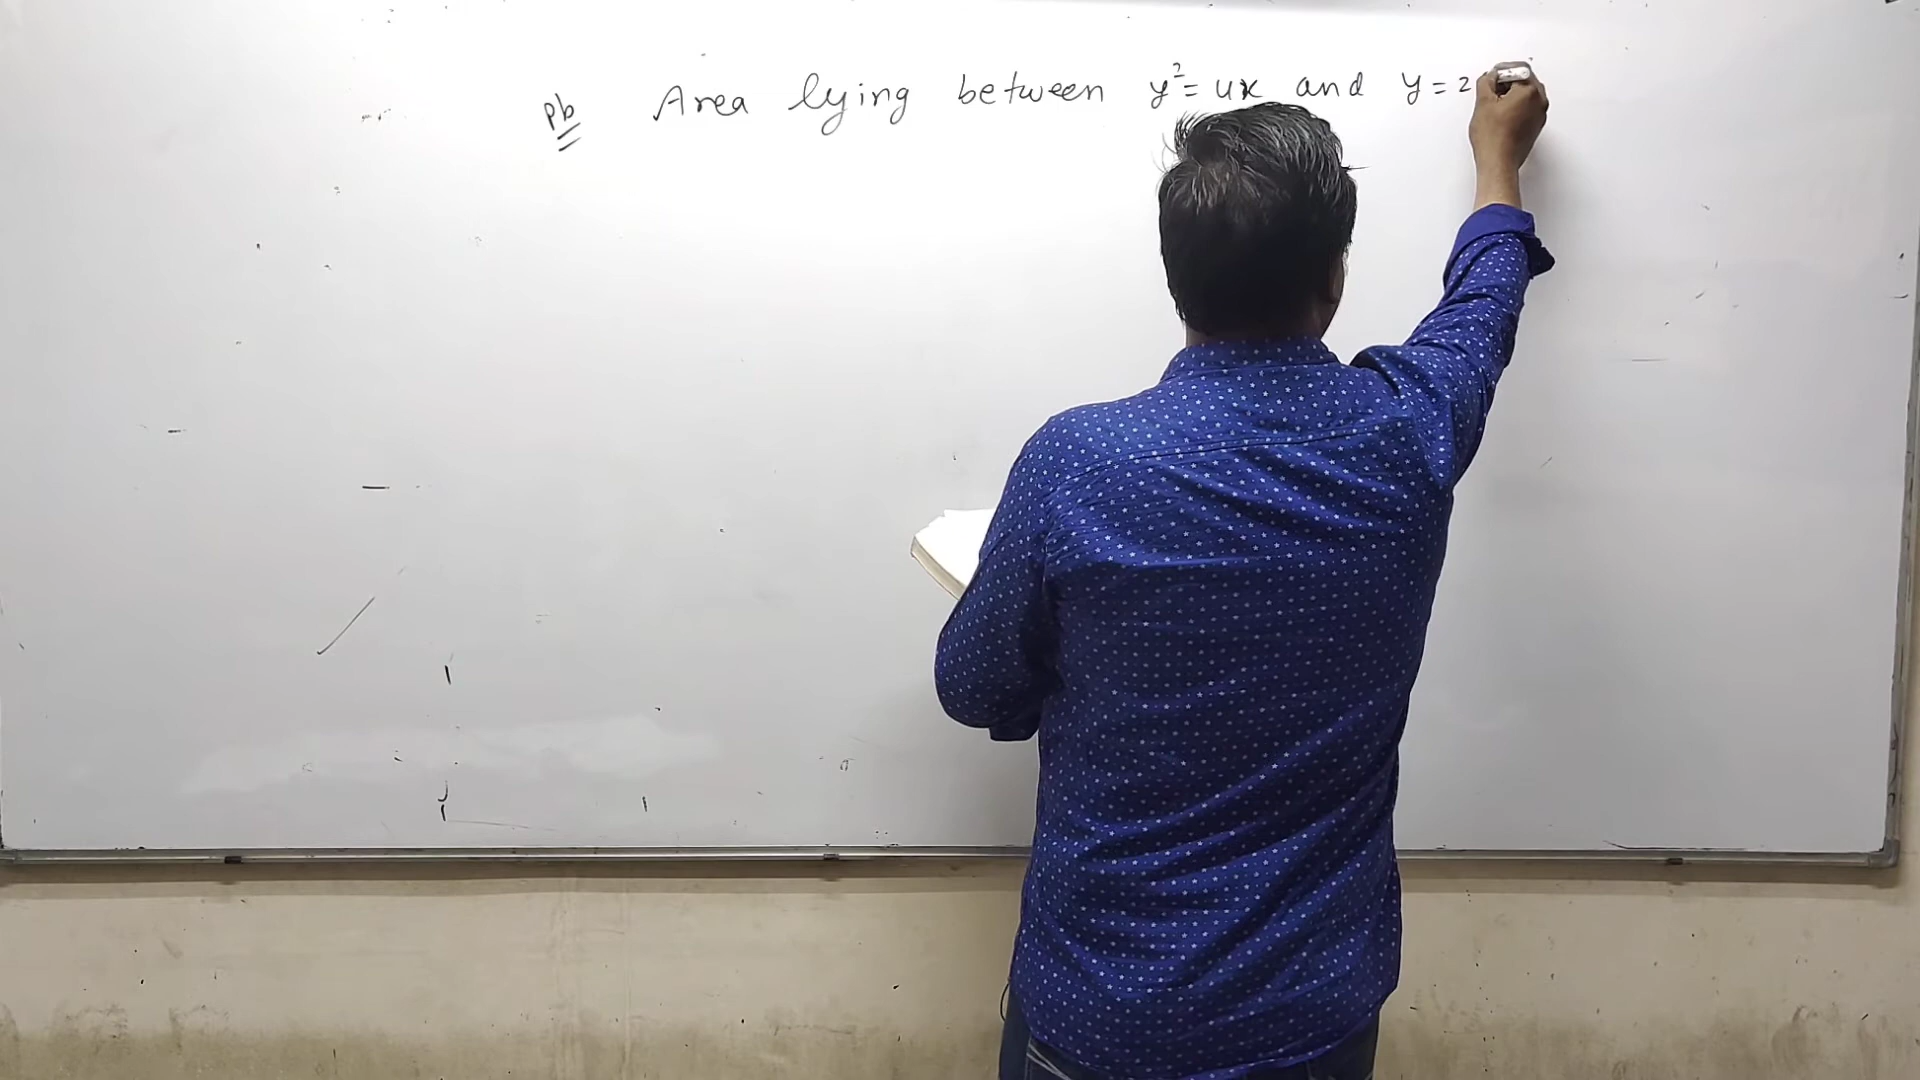 Pb Area lying between y² = 4x and y = 2